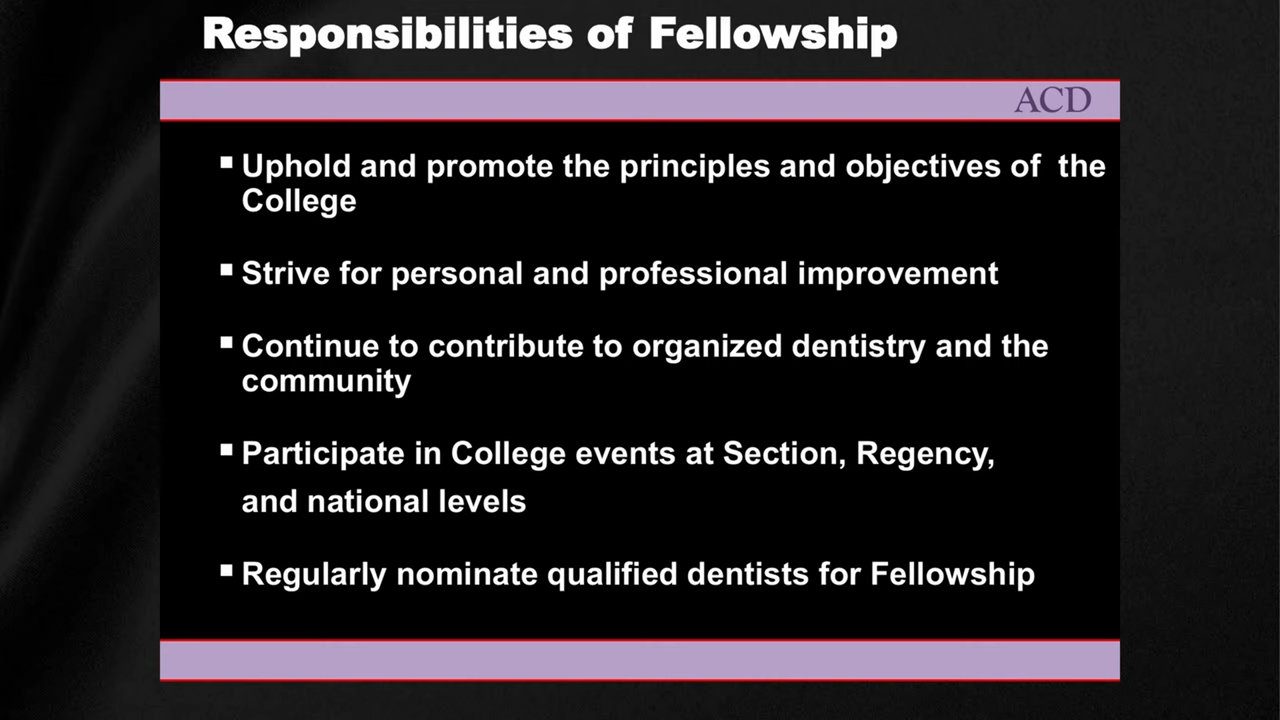 Responsibilities of Fellowship
ACD
▪ Uphold and promote the principles and objectives of  the
College
▪ Strive for personal and professional improvement
▪ Continue to contribute to organized dentistry and the
community
▪ Participate in College events at Section, Regency,
and national levels
▪ Regularly nominate qualified dentists for Fellowship